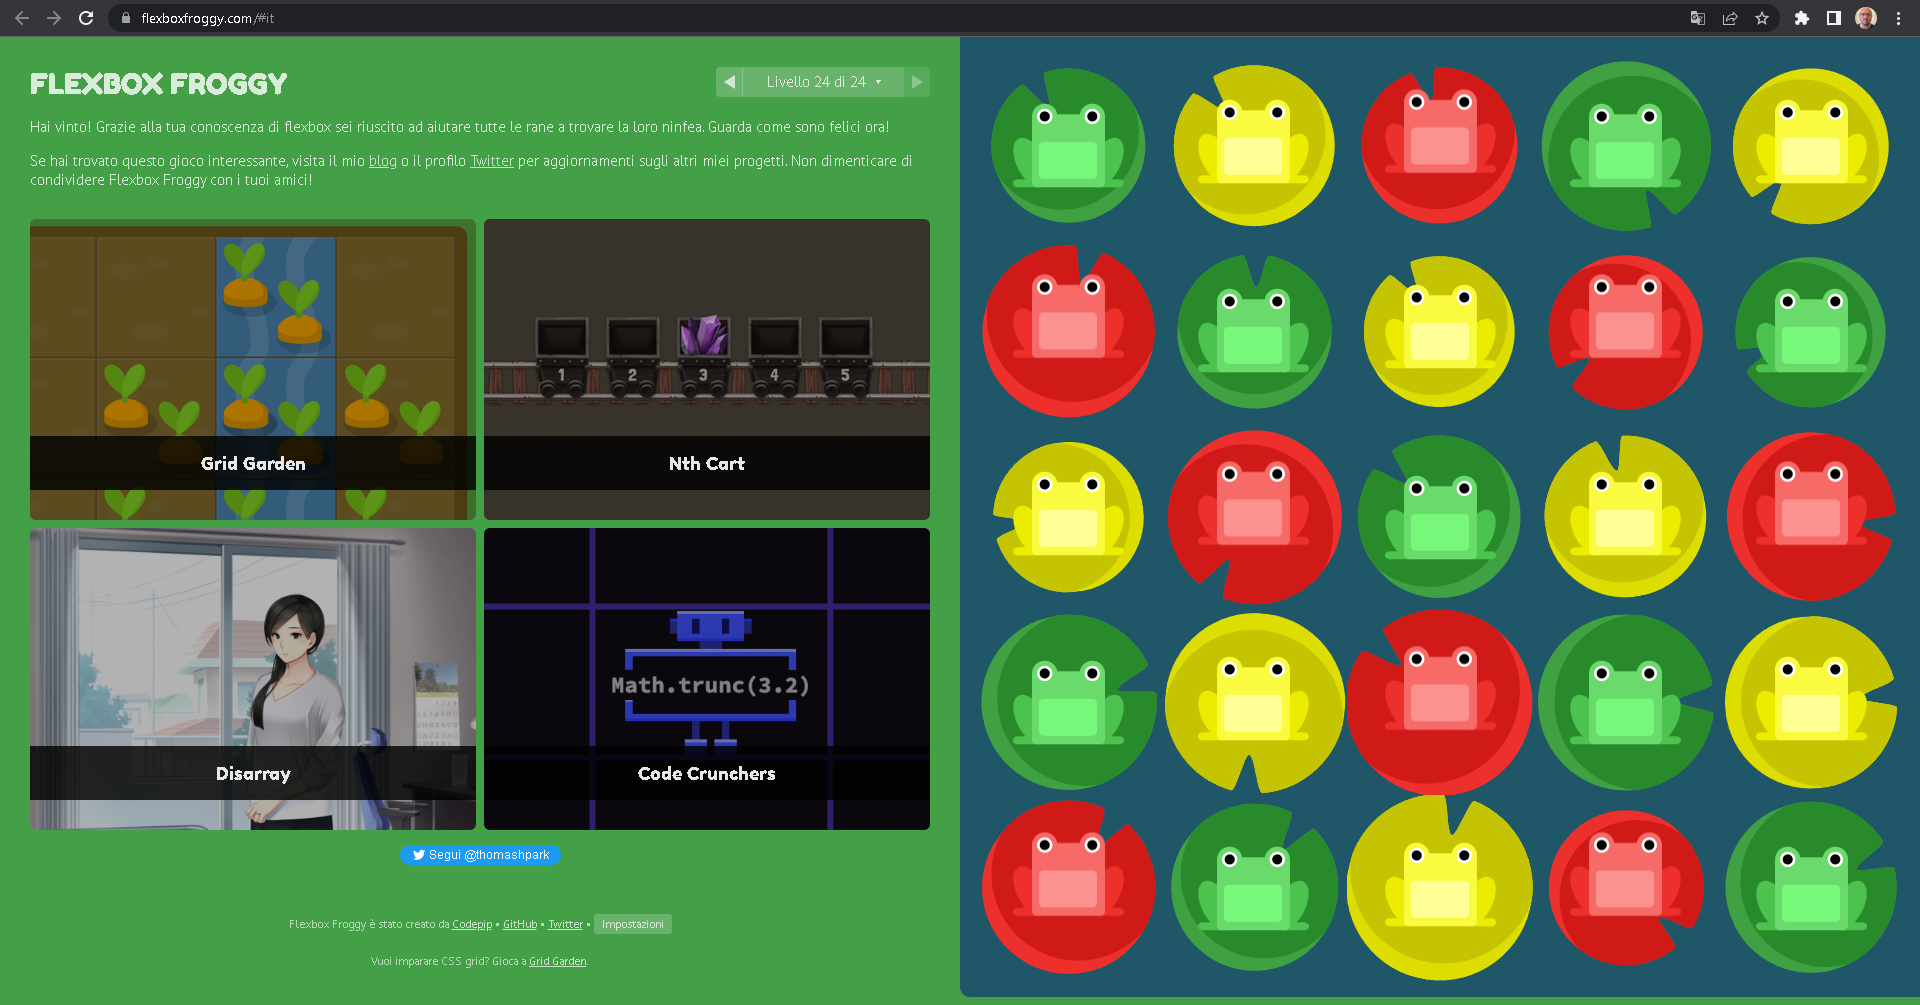 flexboxfroggy.com/#it
FLEXBOX FROGGY
Livello 24 di 24
Hai vinto! Grazie alla tua conoscenza di flexbox sei riuscito ad aiutare tutte le rane a trovare la loro ninfea. Guarda come sono felici ora!
Se hai trovato questo gioco interessante, visita il mio blog o il profilo Twitter per aggiornamenti sugli altri miei progetti. Non dimenticare di
condividere Flexbox Froggy con i tuoi amici!
1 2 3 4 5
Grid Garden
Nth Cart
Math.trunc(3.2)
Disarray
Code Crunchers
Segui @thomashpark
Flexbox Froggy è stato creato da Codepip • GitHub • Twitter • Impostazioni
Vuoi imparare CSS grid? Gioca a Grid Garden.